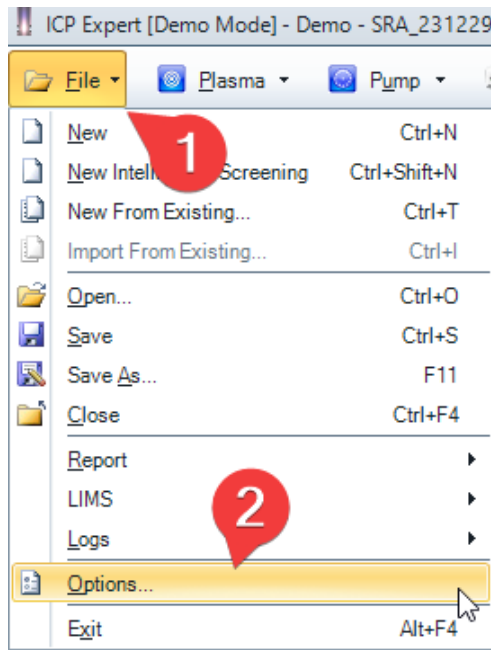 ICP Expert [Demo Mode] - Demo - SRA_231229
File Plasma Pump
1
New Ctrl+N
New Screening Ctrl+Shift+N
New From Existing... Ctrl+T
Import From Existing... Ctrl+I
Open... Ctrl+O
Save Ctrl+S
Save As... F11
Close Ctrl+F4
Report
LIMS
2
Logs
Options...
Exit Alt+F4